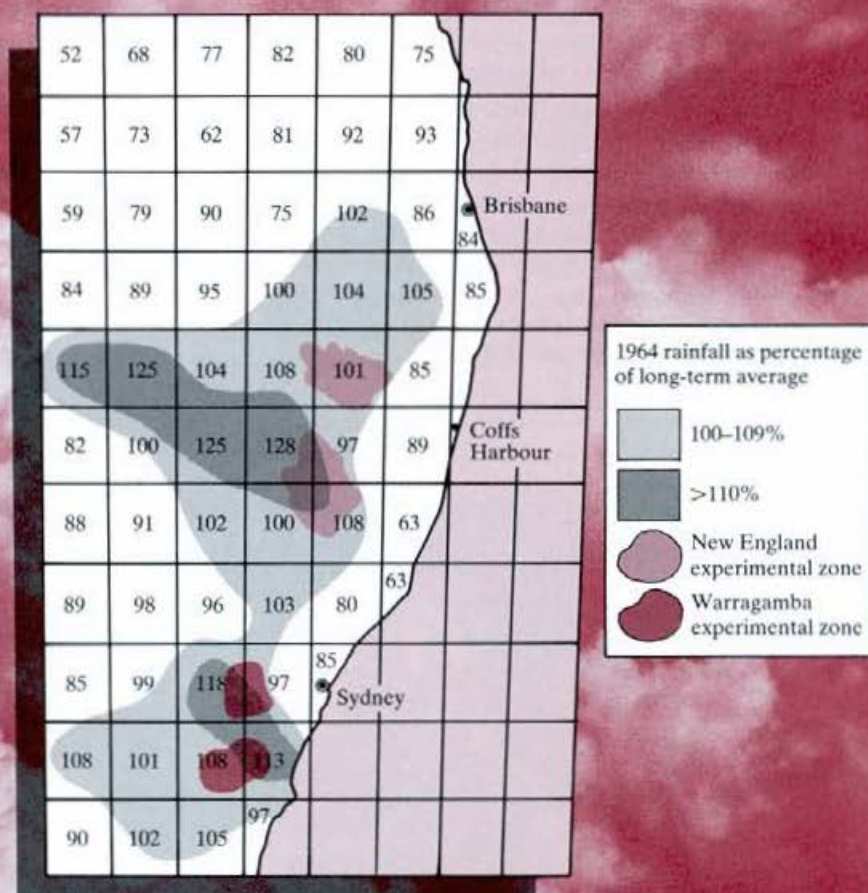 52 68 77 82 80 75
57 73 62 81 92 93
59 79 90 75 102 86 Brisbane
84
84 89 95 100 104 105 85
115 125 104 108 101 85
82 100 125 128 97 89 Coffs
Harbour
88 91 102 100 108 63
89 98 96 103 80 63
85 99 118 97 85
Sydney
108 101 108 113
90 102 105 97
1964 rainfall as percentage
of long-term average
100–109%
>110%
New England
experimental zone
Warragamba
experimental zone